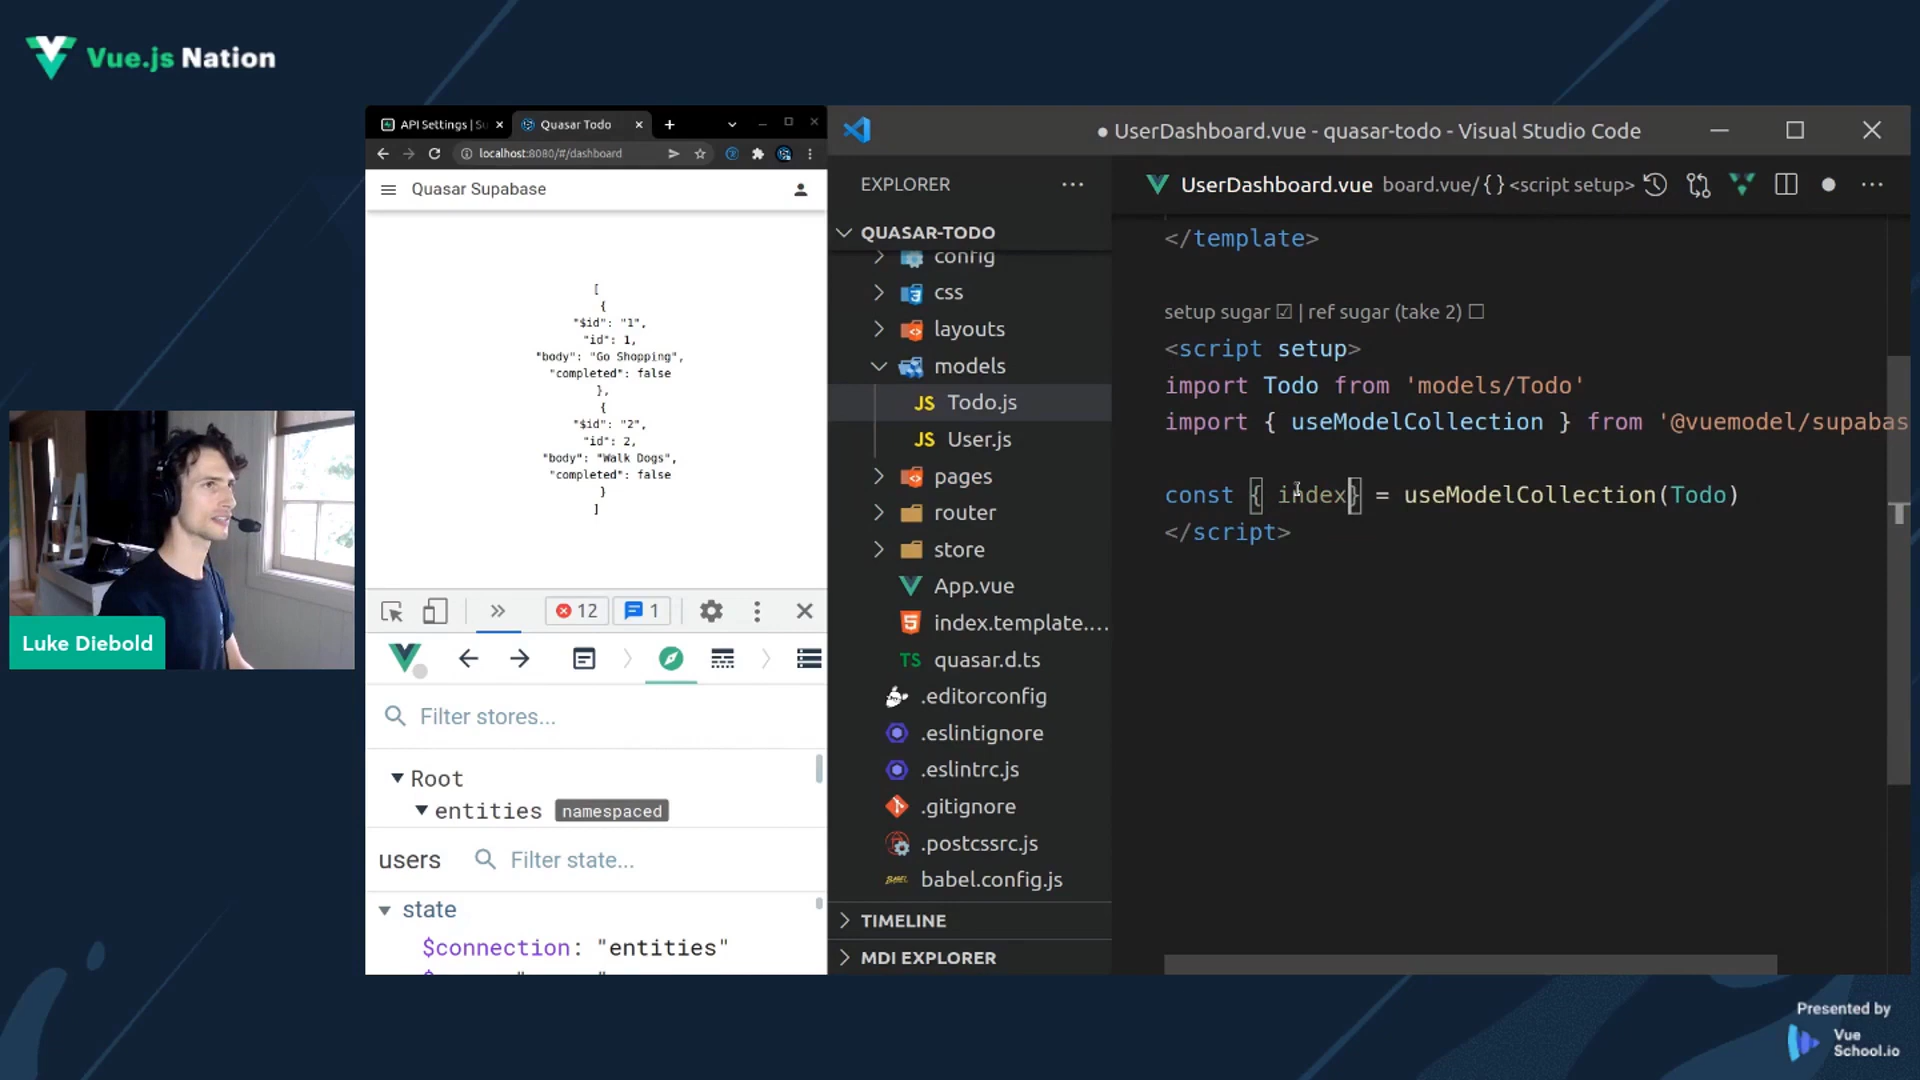 Vue.js Nation
API Settings | Su
Quasar Todo
localhost:8080/#/dashboard
Quasar Supabase
[
{
"$id": "1",
"id": 1,
"body": "Go Shopping",
"completed": false
},
{
"$id": "2",
"id": 2,
"body": "Walk Dogs",
"completed": false
}
]
12
1
Filter stores...
Root
entities namespaced
users Filter state...
state
$connection: "entities"
Luke Diebold
● UserDashboard.vue - quasar-todo - Visual Studio Code
EXPLORER
QUASAR-TODO
config
css
layouts
models
JS Todo.js
JS User.js
pages
router
store
App.vue
index.template....
TS quasar.d.ts
.editorconfig
.eslintignore
.eslintrc.js
.gitignore
.postcssrc.js
BABEL babel.config.js
TIMELINE
MDI EXPLORER
UserDashboard.vue board.vue/ {} <script setup>
</template>
setup sugar ☑ | ref sugar (take 2) ☐
<script setup>
import Todo from 'models/Todo'
import { useModelCollection } from '@vuemodel/supabas
const { index} = useModelCollection(Todo)
</script>
Presented by
Vue
School.io